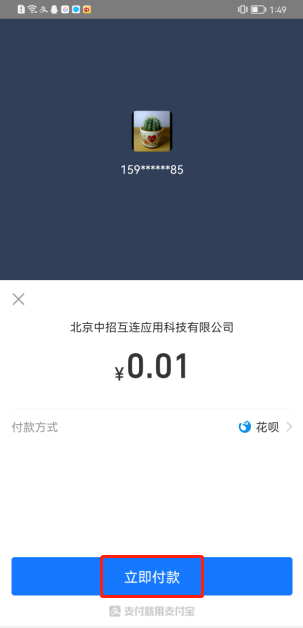 1:49
159******85
北京中招互连应用科技有限公司
¥0.01
付款方式
花呗
立即付款
支付就用支付宝